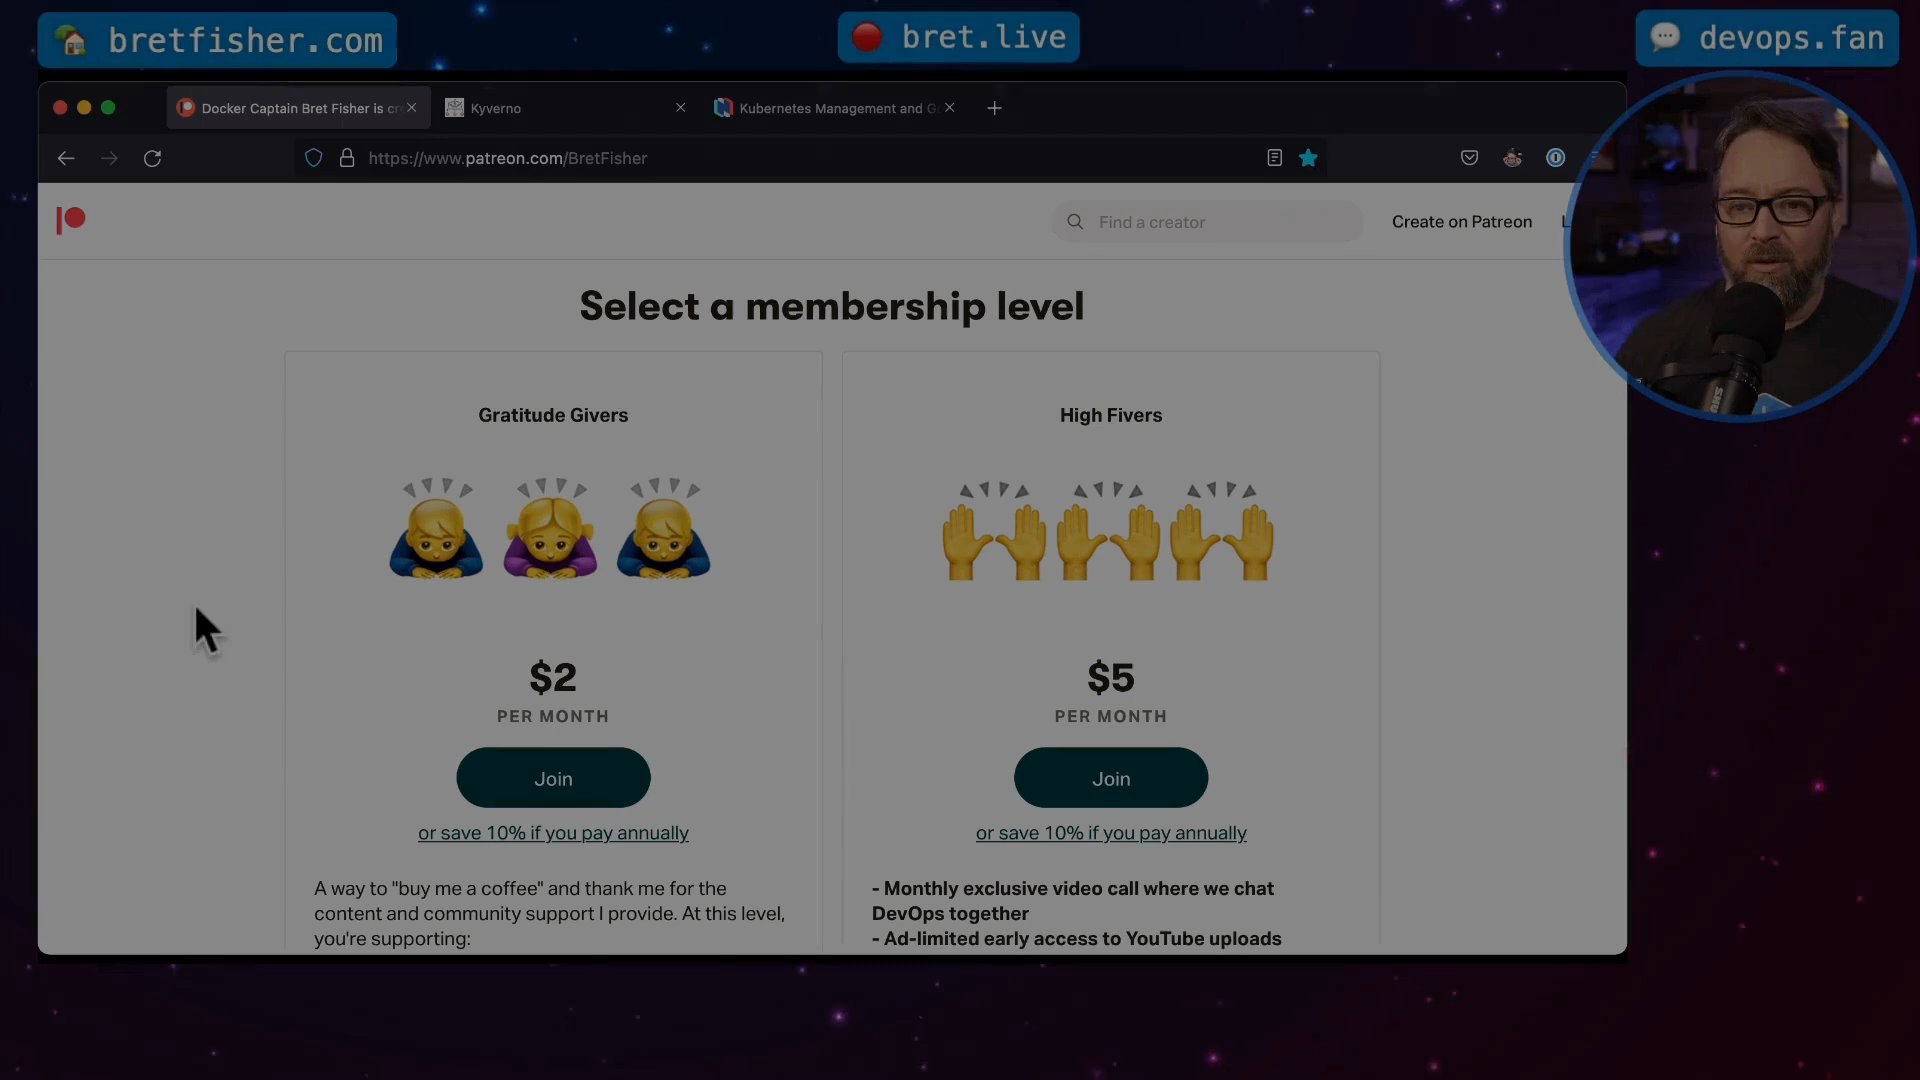 bretfisher.com
bret.live
devops.fan
Docker Captain Bret Fisher is cr
Kyverno
Kubernetes Management and G
https://www.patreon.com/BretFisher
Find a creator
Create on Patreon
Select a membership level
Gratitude Givers
High Fivers
$2
PER MONTH
Join
or save 10% if you pay annually
A way to "buy me a coffee" and thank me for the
content and community support I provide. At this level,
you're supporting:
$5
PER MONTH
Join
or save 10% if you pay annually
- Monthly exclusive video call where we chat
DevOps together
- Ad-limited early access to YouTube uploads